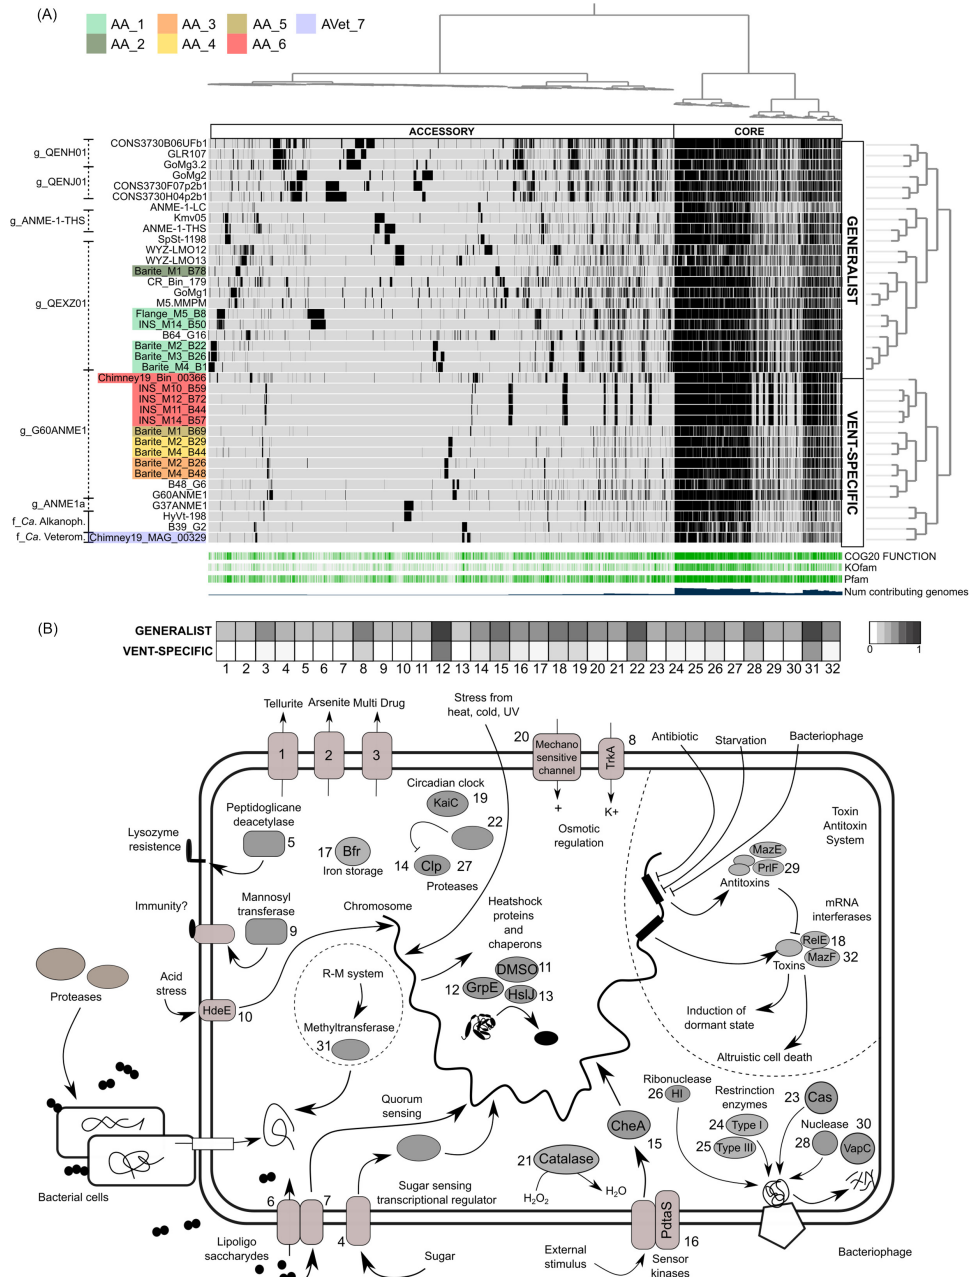 (A)
AA_1
AA_3
AA_5
AVet_7
AA_2
AA_4
AA_6
ACCESSORY
CORE
g_QENH01
g_QENJ01
g_ANME-1-THS
g_QEXZ01
g_G60ANME1
g_ANME1a
f_Ca. Alkanoph.
f_Ca. Veterom.
CONS3730B06UFb1
GLR107
GoMg3.2
GoMg2
CONS3730F07p2b1
CONS3730H04p2b1
ANME-1-LC
Kmv05
ANME-1-THS
SpSt-1198
WYZ-LMO12
WYZ-LMO13
Barite_M1_B78
CR_Bin_179
GoMg1
M5.MMPM
Flange_M5_B8
INS_M14_B50
B64_G16
Barite_M2_B22
Barite_M3_B26
Barite_M4_B1
Chimney19_Bin_00366
INS_M10_B59
INS_M12_B72
INS_M11_B44
INS_M14_B57
Barite_M1_B69
Barite_M2_B29
Barite_M4_B44
Barite_M2_B26
Barite_M4_B48
B48_G6
G60ANME1
G37ANME1
HyVt-198
B39_G2
Chimney19_MAG_00329
GENERALIST
VENT-SPECIFIC
COG20 FUNCTION
KOfam
Pfam
Num contributing genomes
(B)
GENERALIST
VENT-SPECIFIC
1 2 3 4 5 6 7 8 9 10 11 12 13 14 15 16 17 18 19 20 21 22 23 24 25 26 27 28 29 30 31 32
0 1
Tellurite
Arsenite
Multi Drug
1
2
3
Stress from
heat, cold, UV
20
Mechano
sensitive
channel
+
TrkA
8
K+
Osmotic
regulation
Antibiotic
Starvation
Bacteriophage
Toxin
Antitoxin
System
Peptidoglicane
deacetylase
5
Lysozyme
resistence
Circadian clock
KaiC
19
22
17
Bfr
Iron storage
14
Clp
27
Proteases
MazE
PrlF
29
Antitoxins
mRNA
interferases
RelE
18
MazF
32
Toxins
Induction of
dormant state
Altruistic cell death
Immunity?
Mannosyl
transferase
9
Chromosome
Heatshock
proteins
and
chaperons
DMSO
11
12
GrpE
HslJ
13
Proteases
Acid
stress
HdeE
10
R-M system
Methyltransferase
31
Quorum
sensing
Bacterial cells
6
7
4
Lipoligo
saccharydes
Sugar sensing
transcriptional regulator
Sugar
21
Catalase
H2O2
H2O
CheA
15
PdtaS
16
External
stimulus
Sensor
kinases
Ribonuclease
26
HI
Restrinction
enzymes
24
Type I
25
Type III
23
Cas
Nuclease
28
30
VapC
Bacteriophage